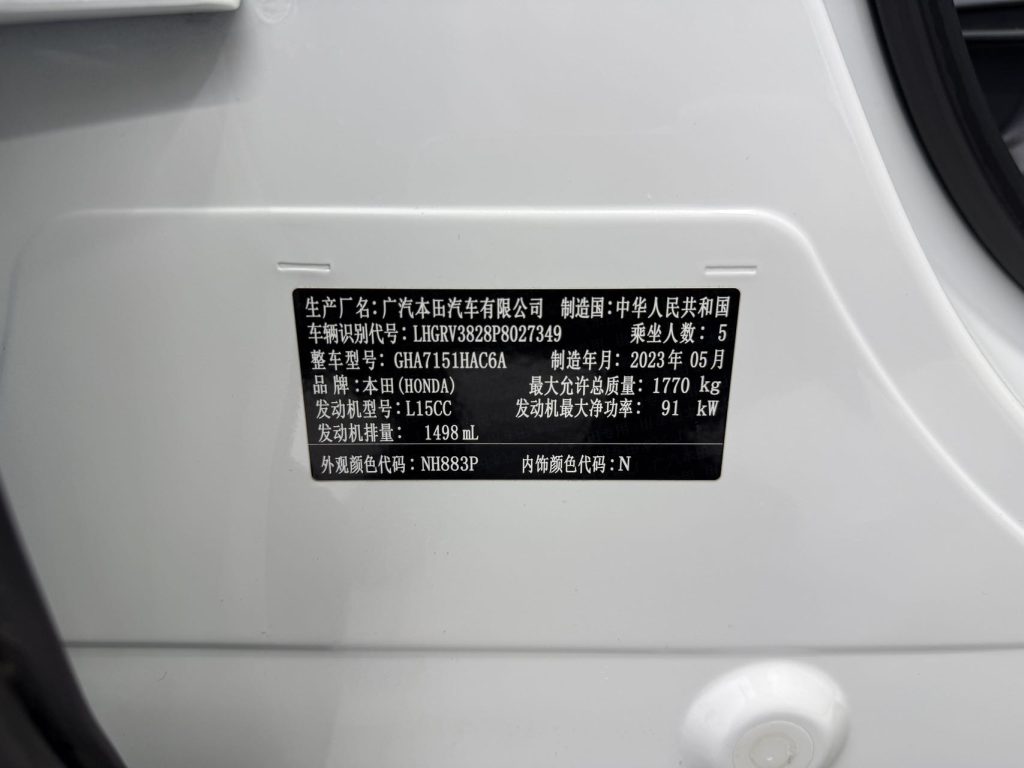 生产厂名:广汽本田汽车有限公司 制造国:中华人民共和国
车辆识别代号:LHGRV3828P8027349 乘坐人数: 5
整车型号:GHA7151HAC6A 制造年月:2023年05月
品牌:本田(HONDA) 最大允许总质量:1770 kg
发动机型号:L15CC 发动机最大净功率: 91 kW
发动机排量: 1498 mL
外观颜色代码:NH883P 内饰颜色代码:N